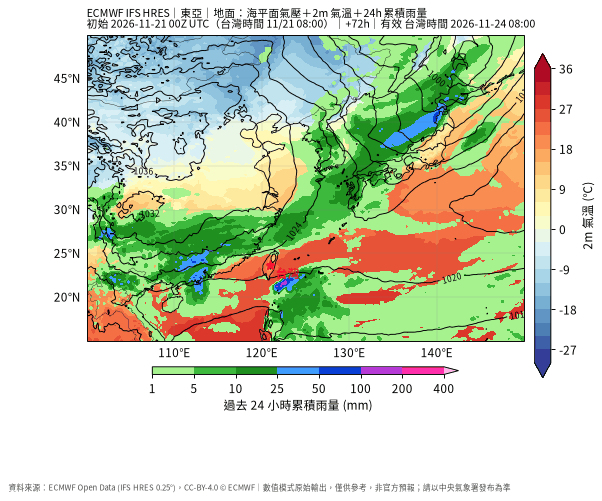 ECMWF IFS HRES｜東亞｜地面：海平面氣壓＋2m 氣溫＋24h 累積雨量
初始 2026-11-21 00Z UTC（台灣時間 11/21 08:00）｜+72h｜有效 台灣時間 2026-11-24 08:00
45°N
40°N
35°N
30°N
25°N
20°N
110°E
120°E
130°E
140°E
1036
1032
1024
1020
36
27
18
9
0
-9
-18
-27
2m 氣溫 (°C)
1
5
10
25
50
100
200
400
過去 24 小時累積雨量 (mm)
資料來源：ECMWF Open Data (IFS HRES 0.25°)，CC-BY-4.0 © ECMWF｜數值模式原始輸出，僅供參考，非官方預報；請以中央氣象署發布為準